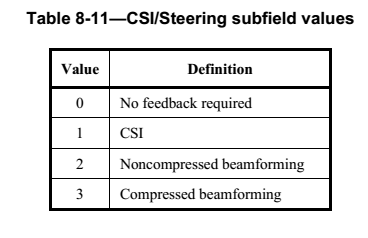 Table 8-11—CSI/Steering subfield values
Value Definition
0 No feedback required
1 CSI
2 Noncompressed beamforming
3 Compressed beamforming